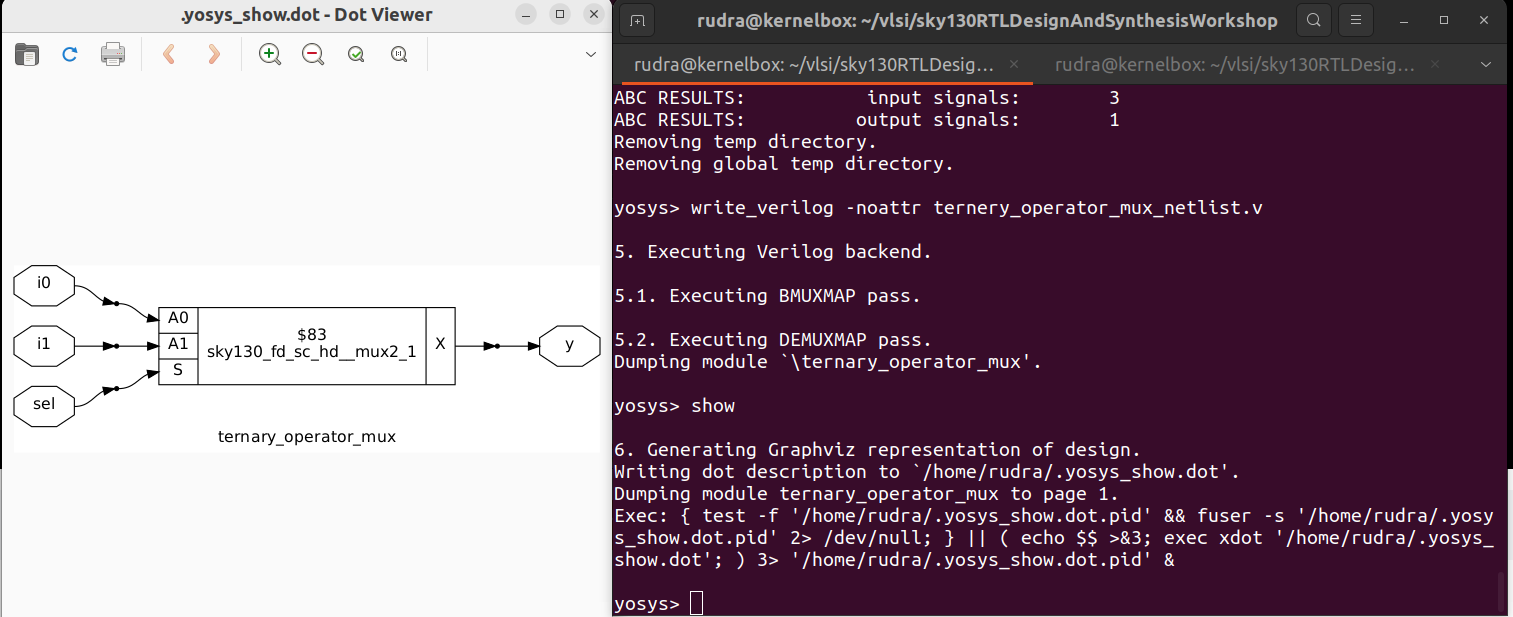 .yosys_show.dot - Dot Viewer
i0
i1
sel
A0
A1
S
$83
sky130_fd_sc_hd__mux2_1
X
y
ternary_operator_mux
rudra@kernelbox: ~/vlsi/sky130RTLDesignAndSynthesisWorkshop
rudra@kernelbox: ~/vlsi/sky130RTLDesig...
rudra@kernelbox: ~/vlsi/sky130RTLDesig...
ABC RESULTS:           input signals:        3
ABC RESULTS:          output signals:        1
Removing temp directory.
Removing global temp directory.
yosys> write_verilog -noattr ternery_operator_mux_netlist.v
5. Executing Verilog backend.
5.1. Executing BMUXMAP pass.
5.2. Executing DEMUXMAP pass.
Dumping module `\ternary_operator_mux'.
yosys> show
6. Generating Graphviz representation of design.
Writing dot description to `/home/rudra/.yosys_show.dot'.
Dumping module ternary_operator_mux to page 1.
Exec: { test -f '/home/rudra/.yosys_show.dot.pid' && fuser -s '/home/rudra/.yosy
s_show.dot.pid' 2> /dev/null; } || ( echo $$ >&3; exec xdot '/home/rudra/.yosys_
show.dot'; ) 3> '/home/rudra/.yosys_show.dot.pid' &
yosys>